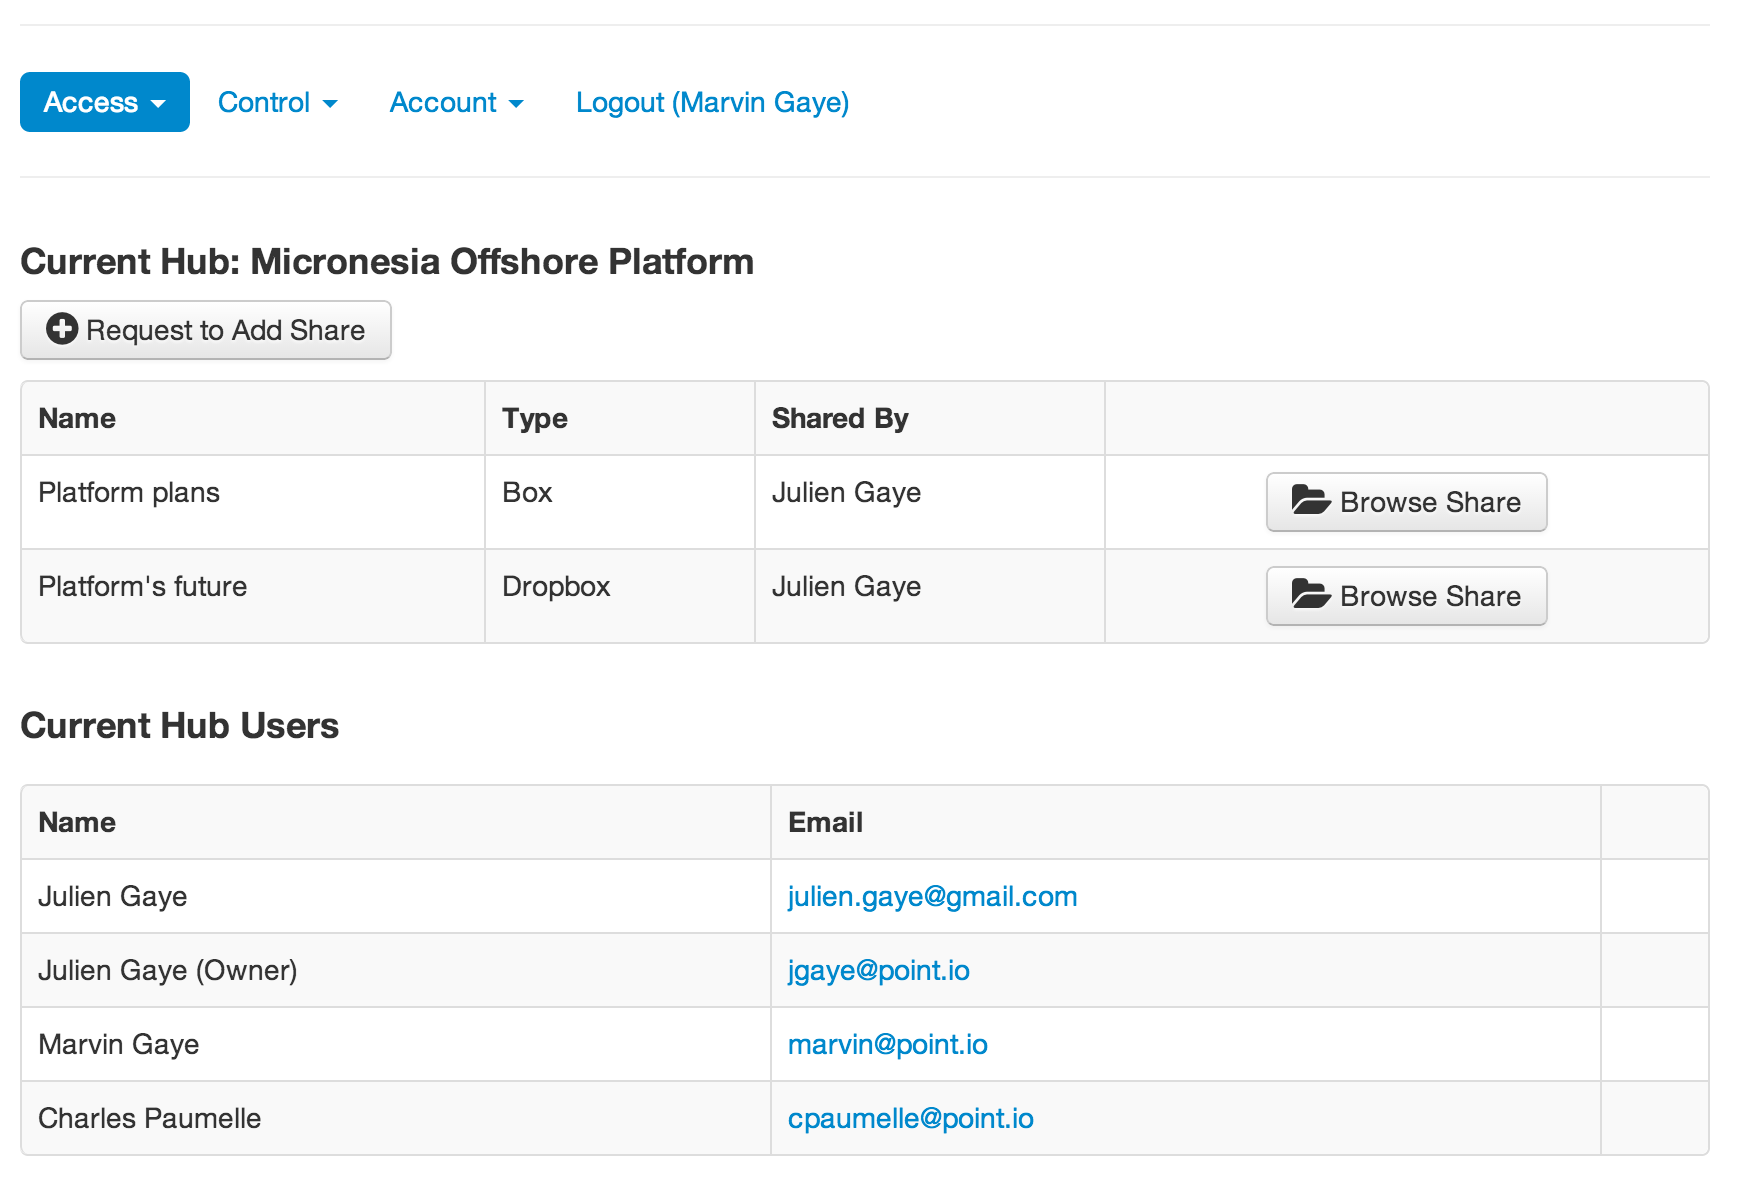 Access Control Account Logout (Marvin Gaye)
Current Hub: Micronesia Offshore Platform
Request to Add Share
Name Type Shared By
Platform plans Box Julien Gaye Browse Share
Platform's future Dropbox Julien Gaye Browse Share
Current Hub Users
Name Email
Julien Gaye julien.gaye@gmail.com
Julien Gaye (Owner) jgaye@point.io
Marvin Gaye marvin@point.io
Charles Paumelle cpaumelle@point.io